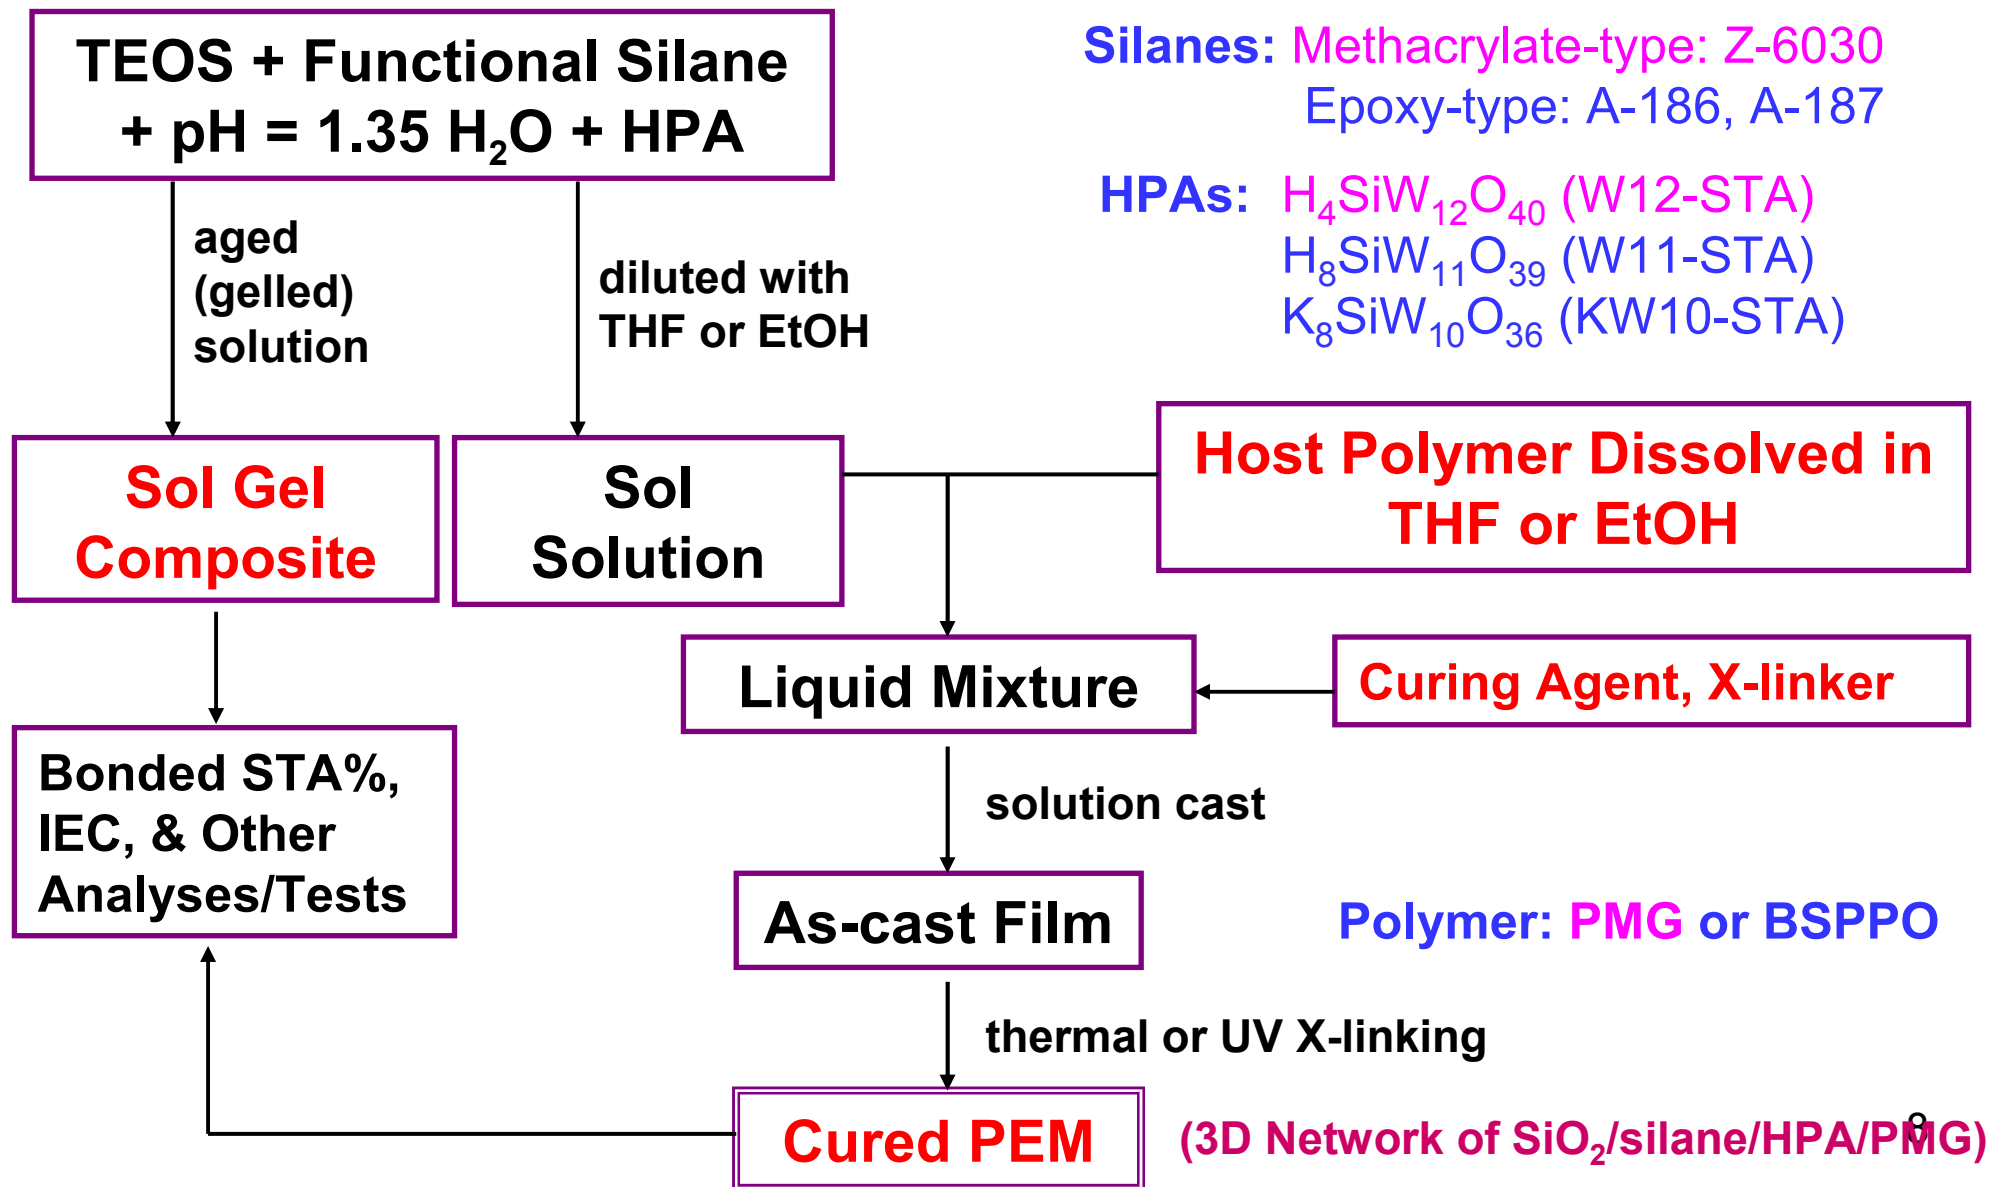 TEOS + Functional Silane
+ pH = 1.35 H₂O + HPA
Silanes: Methacrylate-type: Z-6030
Epoxy-type: A-186, A-187
HPAs: H₄SiW₁₂O₄₀ (W12-STA)
H₈SiW₁₁O₃₉ (W11-STA)
K₈SiW₁₀O₃₆ (KW10-STA)
aged
(gelled)
solution
diluted with
THF or EtOH
Sol Gel
Composite
Sol
Solution
Host Polymer Dissolved in
THF or EtOH
Liquid Mixture
Curing Agent, X-linker
Bonded STA%,
IEC, & Other
Analyses/Tests
solution cast
As-cast Film
Polymer: PMG or BSPPO
thermal or UV X-linking
Cured PEM
(3D Network of SiO₂/silane/HPA/PMG)
8